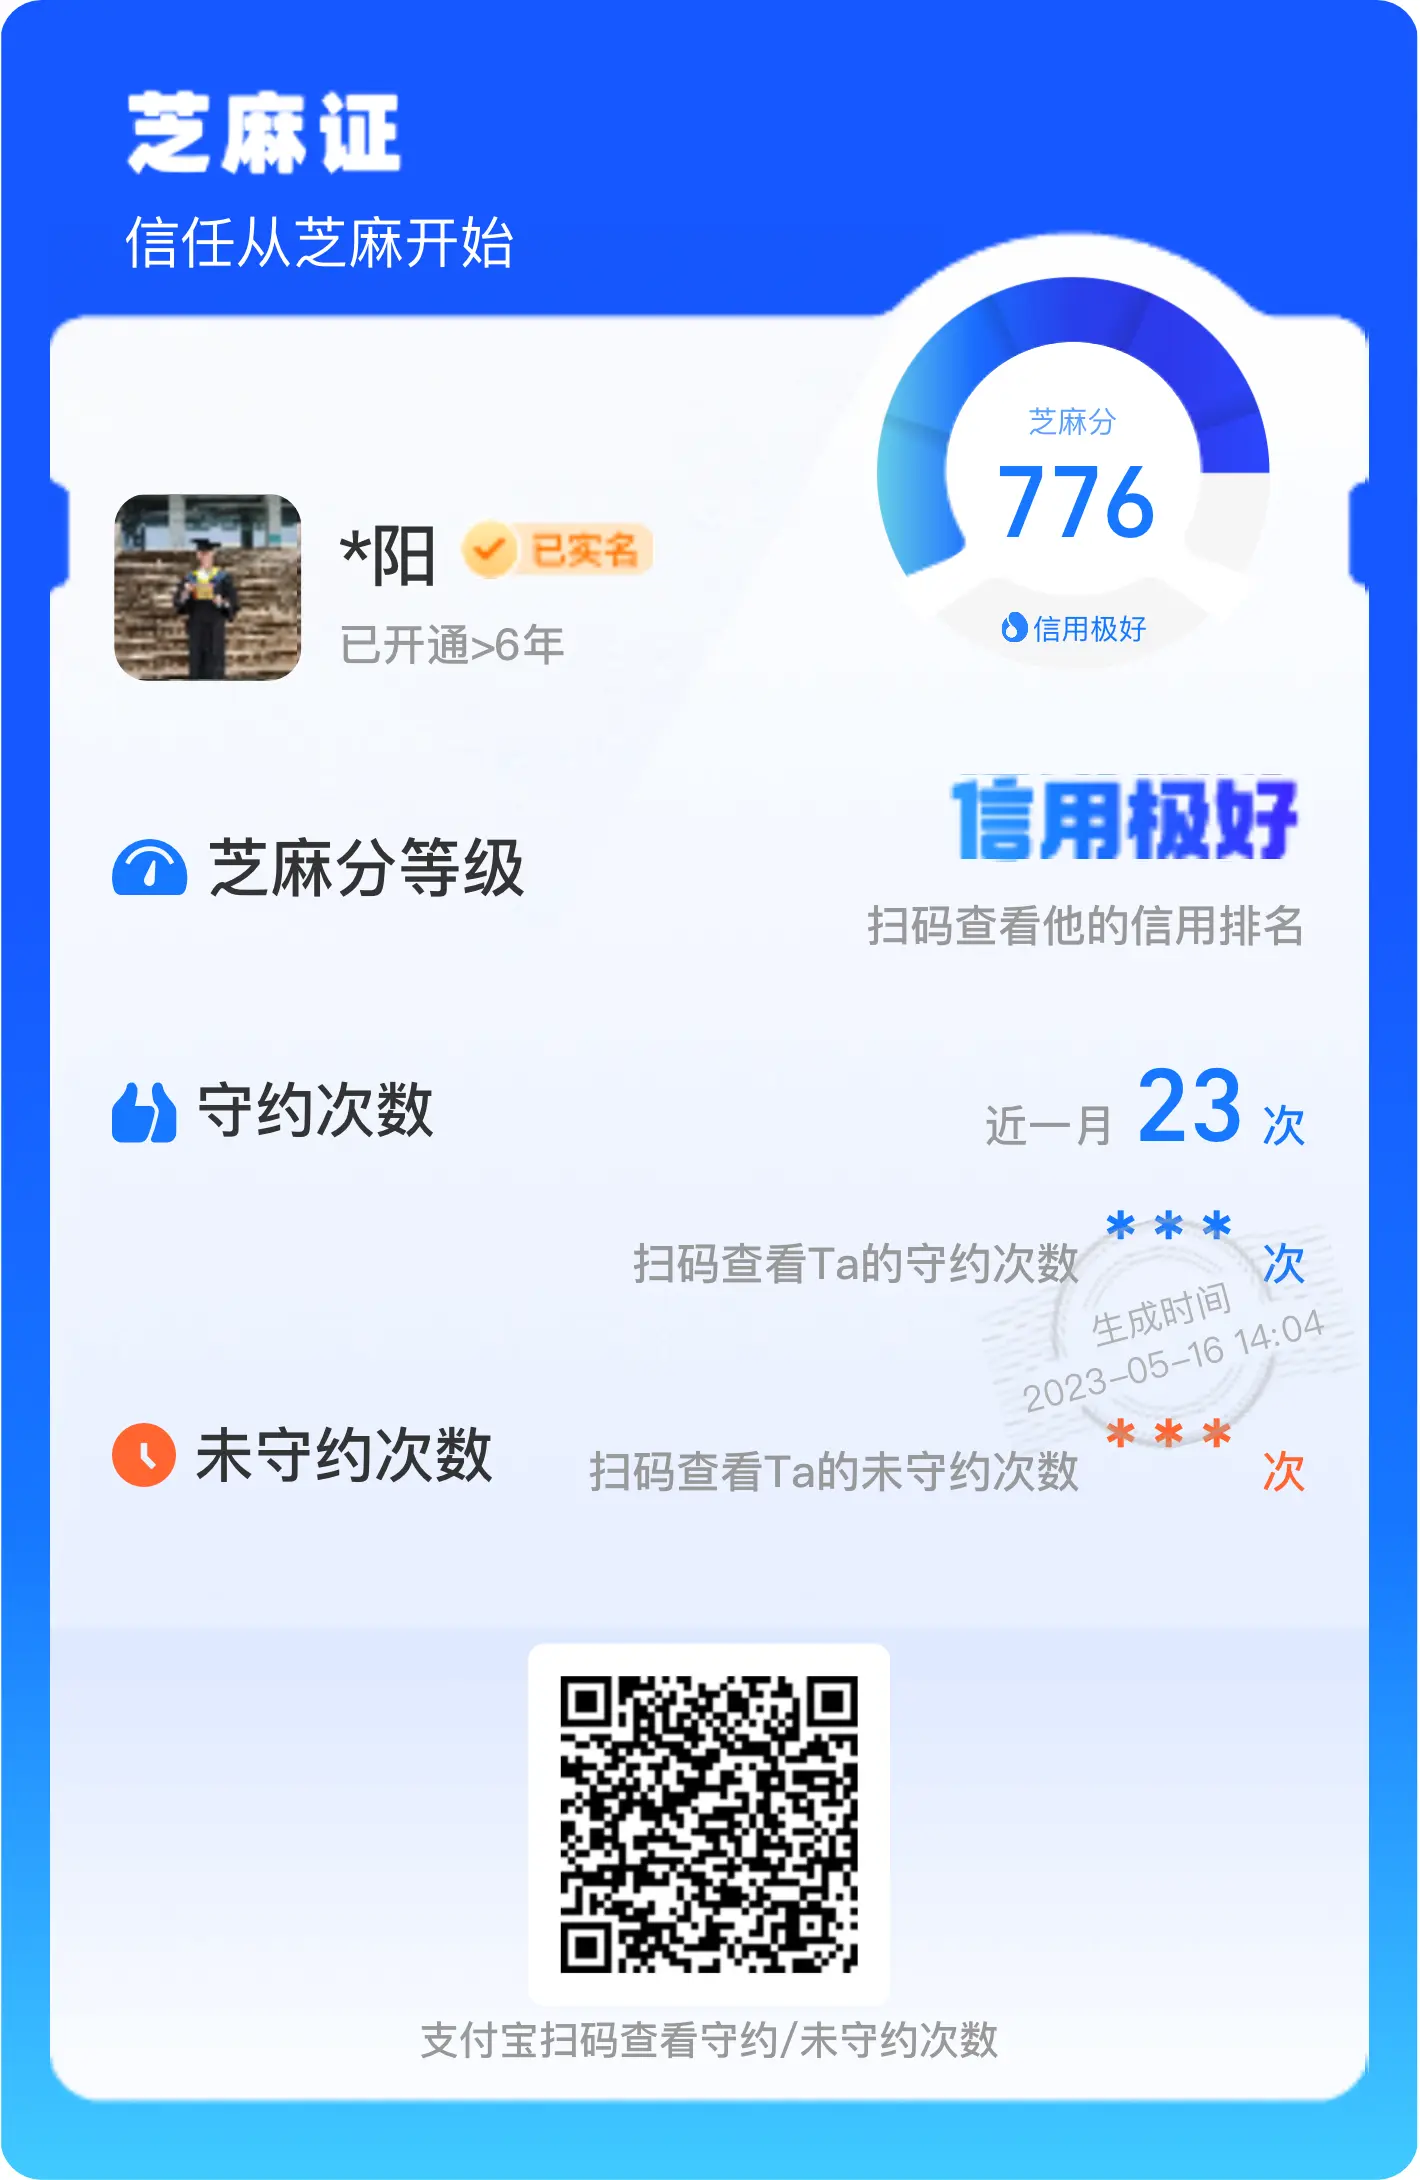 芝麻证
信任从芝麻开始
芝麻分
776
信用极好
*阳 已实名
已开通>6年
芝麻分等级
信用极好
扫码查看他的信用排名
守约次数
近一月 23 次
扫码查看Ta的守约次数 *** 次
生成时间
2023-05-16 14:04
未守约次数
扫码查看Ta的未守约次数 *** 次
支付宝扫码查看守约/未守约次数